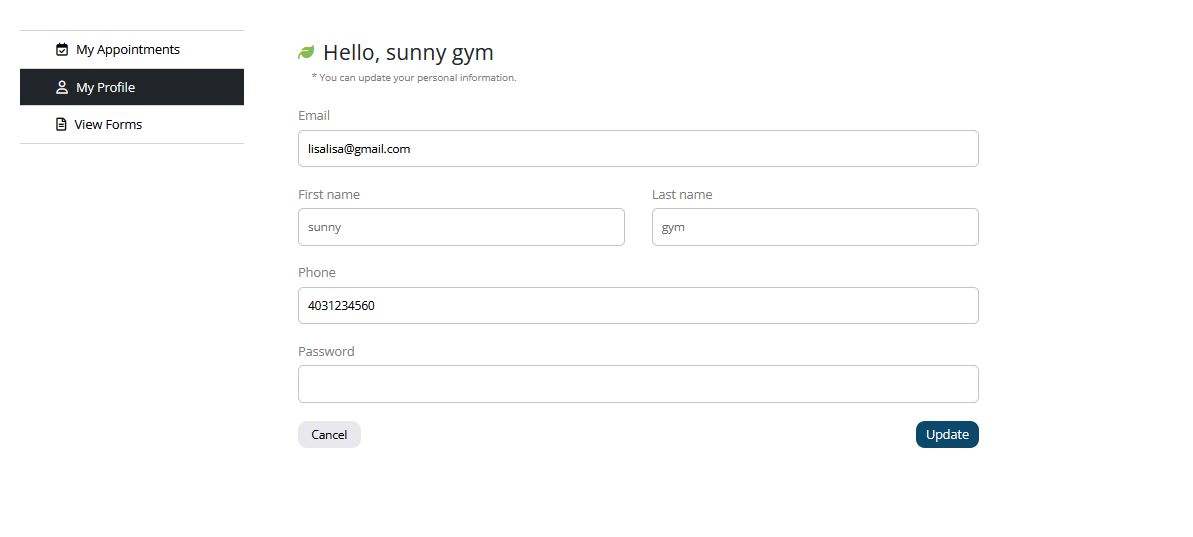 My Appointments
My Profile
View Forms
Hello, sunny gym
* You can update your personal information.
Email
lisalisa@gmail.com
First name
Last name
sunny
gym
Phone
4031234560
Password
Cancel
Update